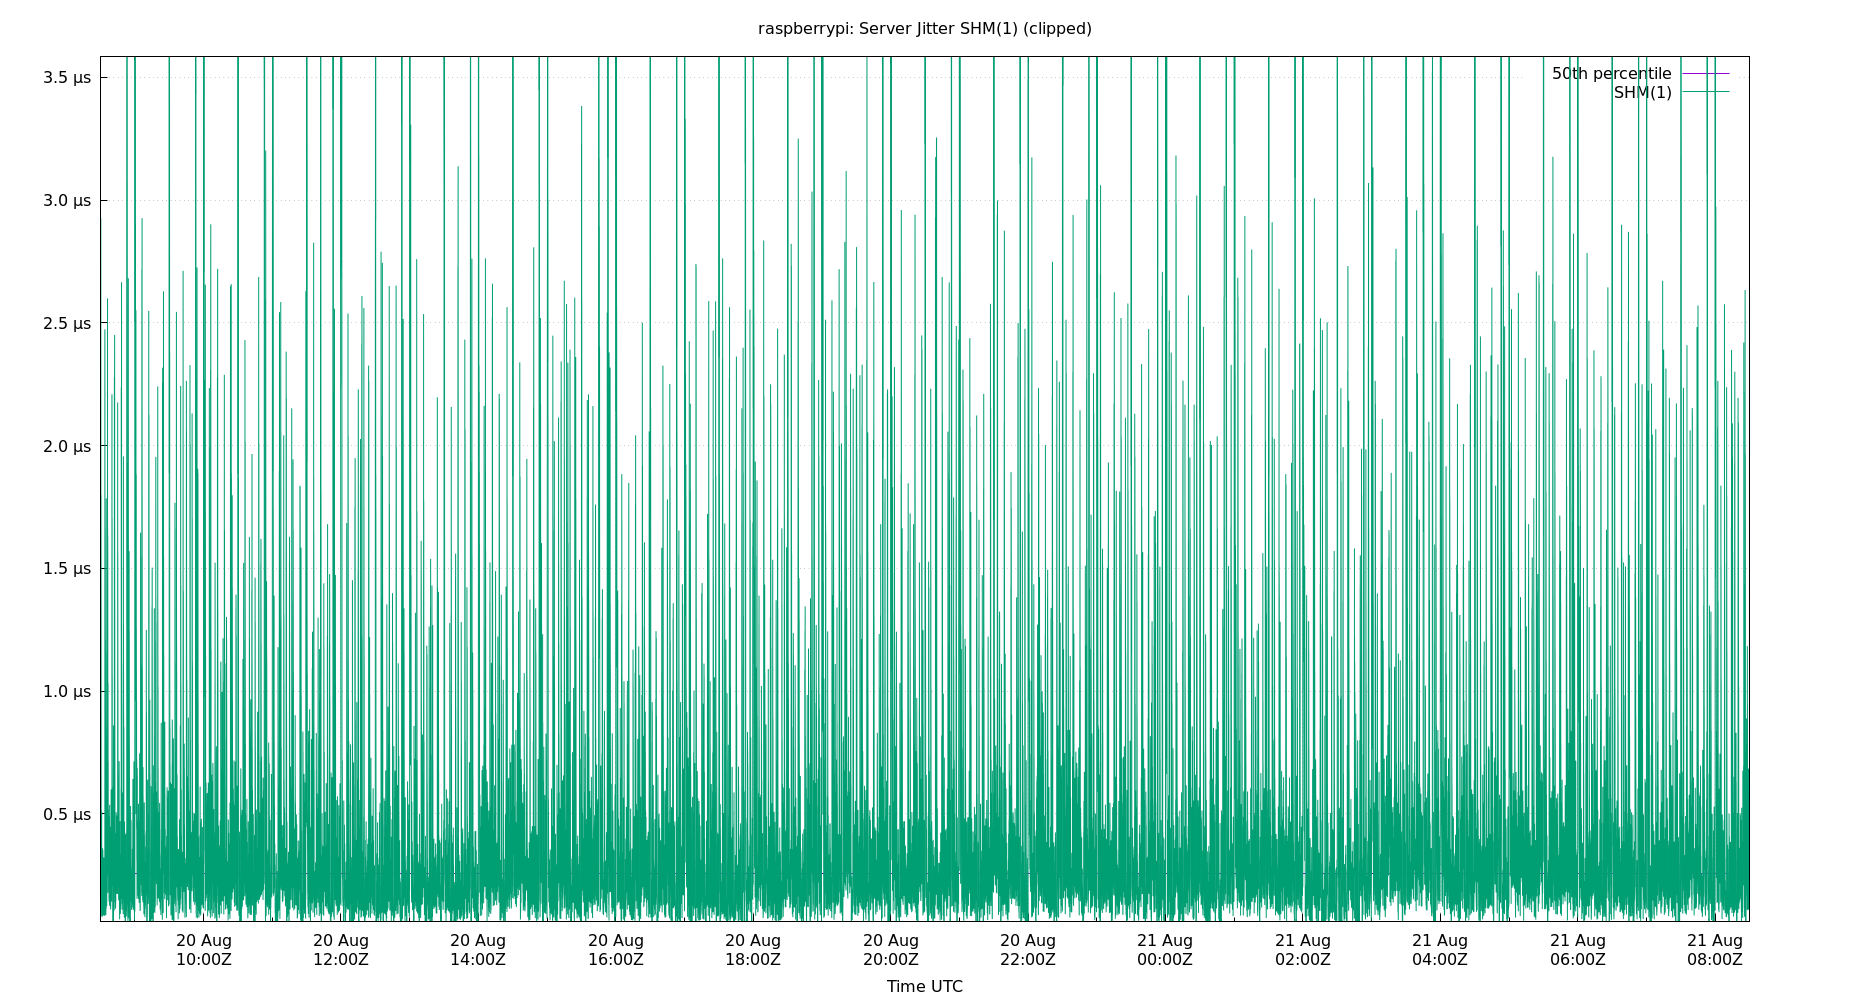 raspberrypi: Server Jitter SHM(1) (clipped)
3.5 µs
3.0 µs
2.5 µs
2.0 µs
1.5 µs
1.0 µs
0.5 µs
50th percentile
SHM(1)
20 Aug 20 Aug 20 Aug 20 Aug 20 Aug 20 Aug 20 Aug 21 Aug 21 Aug 21 Aug 21 Aug 21 Aug
10:00Z 12:00Z 14:00Z 16:00Z 18:00Z 20:00Z 22:00Z 00:00Z 02:00Z 04:00Z 06:00Z 08:00Z
Time UTC